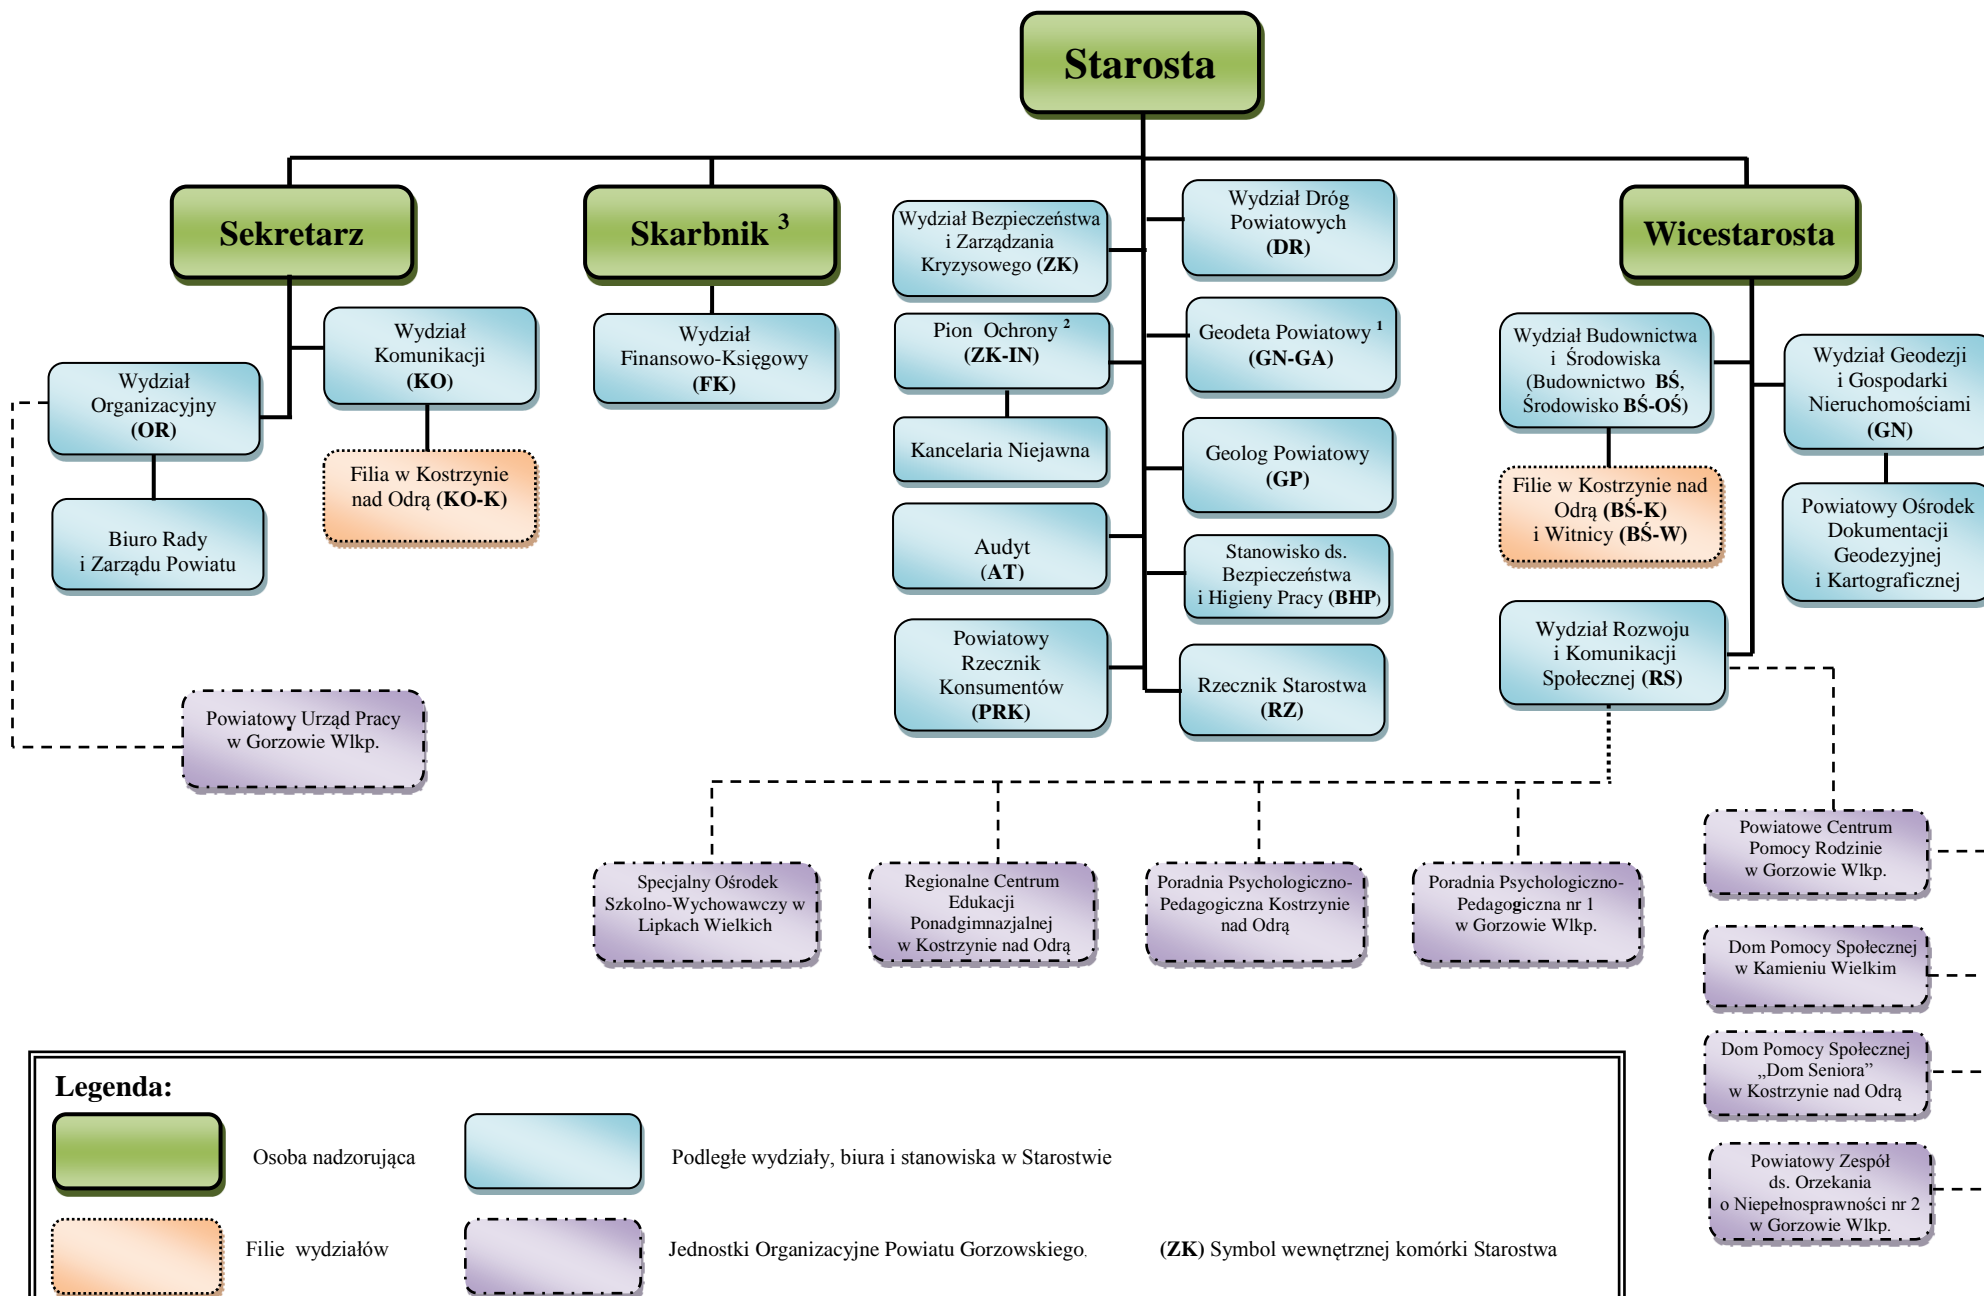 Starosta
Sekretarz
Skarbnik ³
Wicestarosta
Wydział Bezpieczeństwa
i Zarządzania
Kryzysowego (ZK)
Wydział Dróg
Powiatowych
(DR)
Wydział
Komunikacji
(KO)
Wydział
Organizacyjny
(OR)
Wydział
Finansowo-Księgowy
(FK)
Pion Ochrony ²
(ZK-IN)
Geodeta Powiatowy ¹
(GN-GA)
Wydział Budownictwa
i Środowiska
(Budownictwo BŚ,
Środowisko BŚ-OŚ)
Wydział Geodezji
i Gospodarki
Nieruchomościami
(GN)
Filia w Kostrzynie
nad Odrą (KO-K)
Kancelaria Niejawna
Geolog Powiatowy
(GP)
Filie w Kostrzynie nad
Odrą (BŚ-K)
i Witnicy (BŚ-W)
Powiatowy Ośrodek
Dokumentacji
Geodezyjnej
i Kartograficznej
Biuro Rady
i Zarządu Powiatu
Audyt
(AT)
Stanowisko ds.
Bezpieczeństwa
i Higieny Pracy (BHP)
Powiatowy
Rzecznik
Konsumentów
(PRK)
Rzecznik Starostwa
(RZ)
Wydział Rozwoju
i Komunikacji
Społecznej (RS)
Powiatowy Urząd Pracy
w Gorzowie Wlkp.
Specjalny Ośrodek
Szkolno-Wychowawczy w
Lipkach Wielkich
Regionalne Centrum
Edukacji
Ponadgimnazjalnej
w Kostrzynie nad Odrą
Poradnia Psychologiczno-
Pedagogiczna Kostrzynie
nad Odrą
Poradnia Psychologiczno-
Pedagogiczna nr 1
w Gorzowie Wlkp.
Powiatowe Centrum
Pomocy Rodzinie
w Gorzowie Wlkp.
Dom Pomocy Społecznej
w Kamieniu Wielkim
Dom Pomocy Społecznej
„Dom Seniora”
w Kostrzynie nad Odrą
Powiatowy Zespół
ds. Orzekania
o Niepełnosprawności nr 2
w Gorzowie Wlkp.
Legenda:
Osoba nadzorująca
Podległe wydziały, biura i stanowiska w Starostwie
Filie wydziałów
Jednostki Organizacyjne Powiatu Gorzowskiego,
(ZK) Symbol wewnętrznej komórki Starostwa